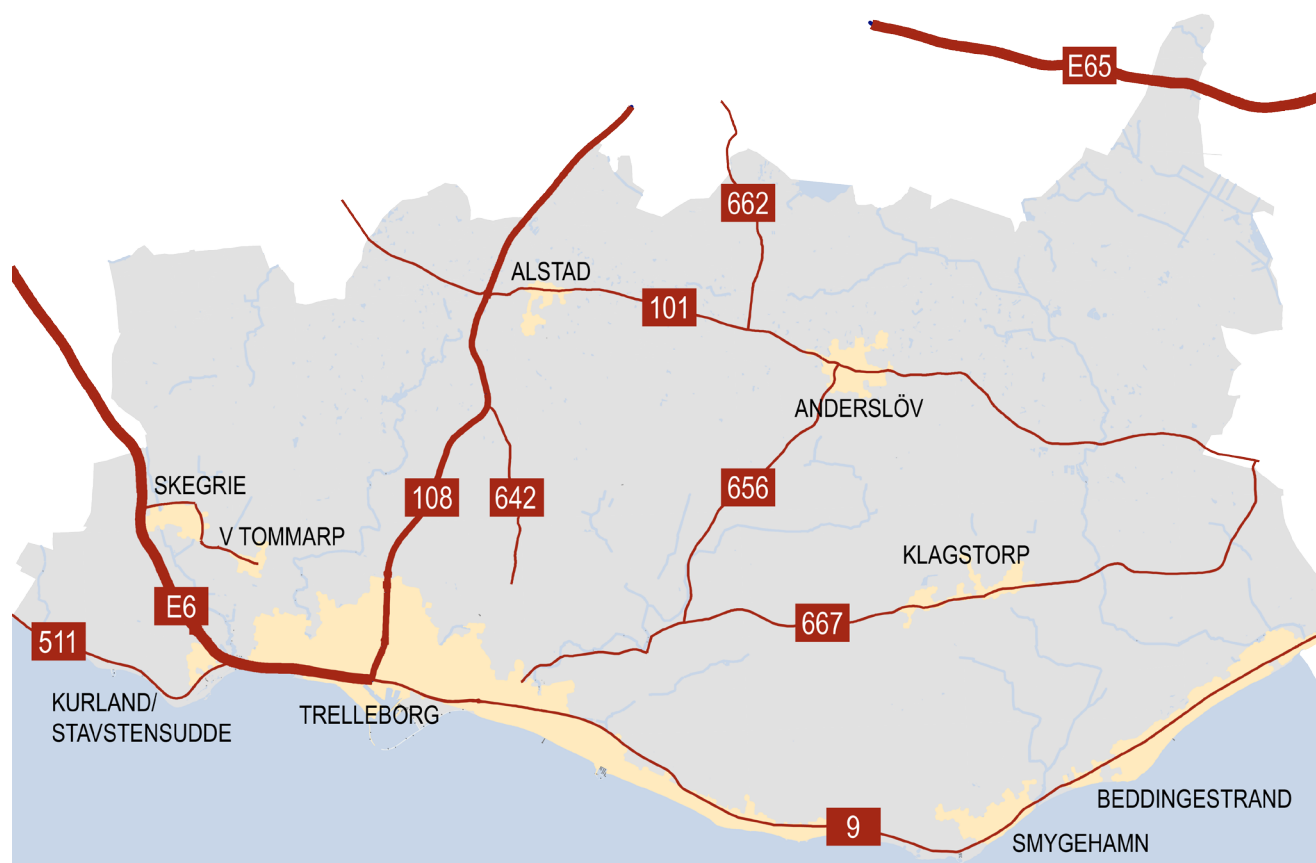 E65
662
ALSTAD
101
ANDERSLÖV
SKEGRIE
108
642
656
V TOMMARP
KLAGSTORP
E6
667
511
KURLAND/
STAVSTENSUDDE
TRELLEBORG
BEDDINGESTRAND
9
SMYGEHAMN